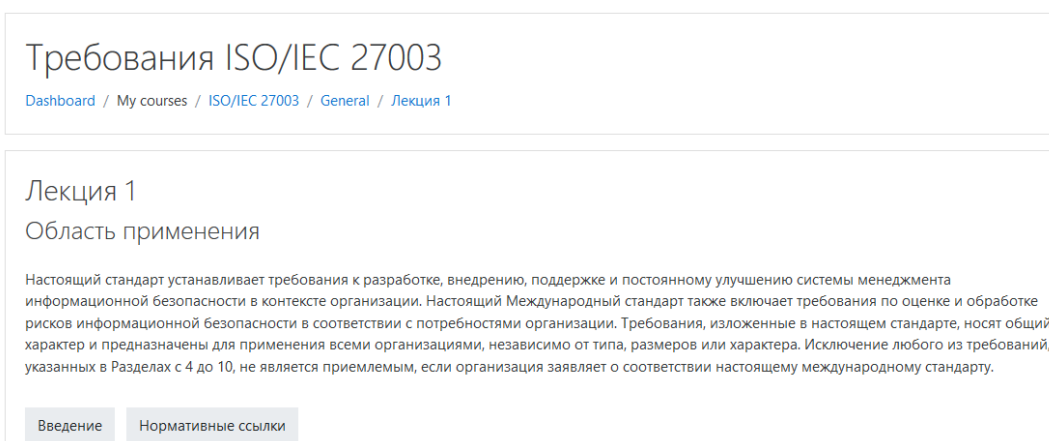 Требования ISO/IEC 27003
Dashboard / My courses / ISO/IEC 27003 / General / Лекция 1
Лекция 1
Область применения
Настоящий стандарт устанавливает требования к разработке, внедрению, поддержке и постоянному улучшению системы менеджмента
информационной безопасности в контексте организации. Настоящий Международный стандарт также включает требования по оценке и обработке
рисков информационной безопасности в соответствии с потребностями организации. Требования, изложенные в настоящем стандарте, носят общий
характер и предназначены для применения всеми организациями, независимо от типа, размеров или характера. Исключение любого из требований,
указанных в Разделах с 4 до 10, не является приемлемым, если организация заявляет о соответствии настоящему международному стандарту.
Введение Нормативные ссылки